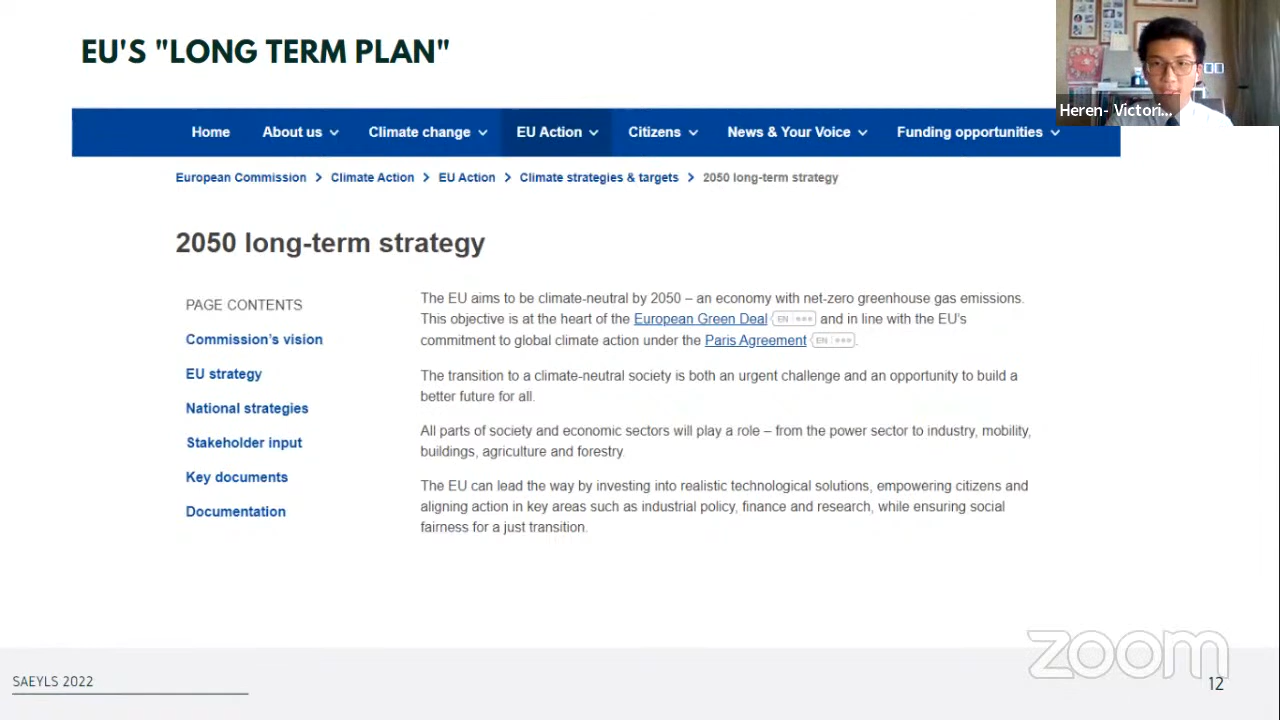 EU'S "LONG TERM PLAN"
Heren- Victori...
Home About us Climate change EU Action Citizens News & Your Voice Funding opportunities
European Commission > Climate Action > EU Action > Climate strategies & targets > 2050 long-term strategy
2050 long-term strategy
PAGE CONTENTS
Commission's vision
EU strategy
National strategies
Stakeholder input
Key documents
Documentation
The EU aims to be climate-neutral by 2050 – an economy with net-zero greenhouse gas emissions.
This objective is at the heart of the European Green Deal EN ••• and in line with the EU's
commitment to global climate action under the Paris Agreement EN •••.
The transition to a climate-neutral society is both an urgent challenge and an opportunity to build a
better future for all.
All parts of society and economic sectors will play a role – from the power sector to industry, mobility,
buildings, agriculture and forestry.
The EU can lead the way by investing into realistic technological solutions, empowering citizens and
aligning action in key areas such as industrial policy, finance and research, while ensuring social
fairness for a just transition.
zoom
SAEYLS 2022
12